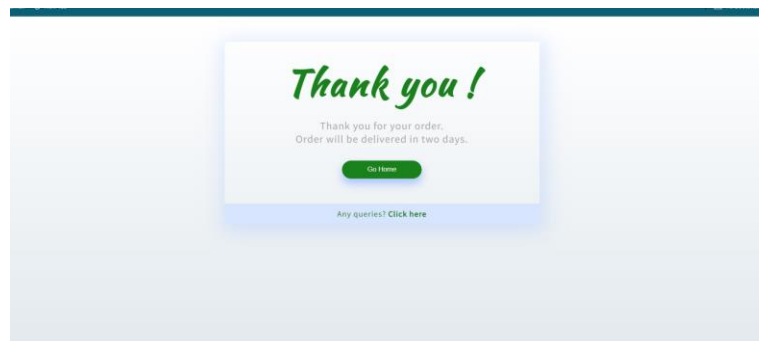 Thank you !
Thank you for your order.
Order will be delivered in two days.
Go Home
Any queries? Click here